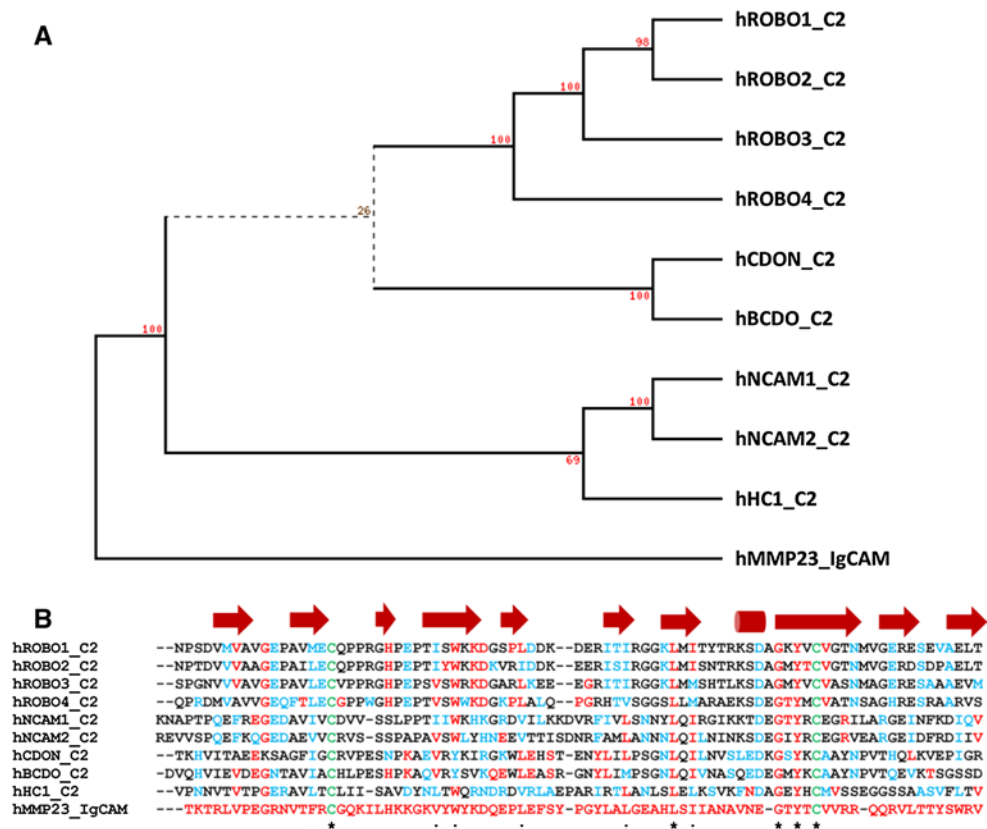 A
hROBO1_C2
98
hROBO2_C2
100
hROBO3_C2
100
hROBO4_C2
26
hCDON_C2
100
hBCDO_C2
100
hNCAM1_C2
100
hNCAM2_C2
69
hHC1_C2
hMMP23_IgCAM
B
hROBO1_C2 --NPSDVMVAVGEPAVMECQPPRGHPEPTISWKKDGSPLDDK--DERITIRGGKLMITYTRKSDAGKYVCVGTNMVGERESEVAELT
hROBO2_C2 --NPTDVVVAAGEPAILECQPPRGHPEPTIYWKKDKVRIDDK--EERISIRGGKLMISNTRKSDAGMYTCVGTNMVGERDSDPAELT
hROBO3_C2 --SPGNVVVAVGEPAVLECVPPRGHPEPSVSWRKDGARLKEE--EGRITIRGGKLMMSHTLKSDAGMYVCVASNMAGERESAAAEVM
hROBO4_C2 --QPRDMVAVVGEQFTLECGPPWGHPEPTVSWWKDGKPLALQ--PGRHTVSGGSLLMARAEKSDEGTYMCVATNSAGHRESRAARVS
hNCAM1_C2 KNAPTPQEFREGEDAVIVCDVV-SSLPPTIIWKHKGRDVILKKDVRFIVLSNNYLQIRGIKKTDEGTYRCEGRILARGEINFKDIQV
hNCAM2_C2 REVVSPQEFKQGEDAEVVCRVS-SSPAPAVSWLYHNEEVTTISDNRFAMLANNNLQILNINKSDEGIYRCEGRVEARGEIDFRDIIV
hCDON_C2 --TKHVITAEEKSAGFIGCRVPESNPKAEVRYKIRGKWLEHST-ENYLILPSGNLQILNVSLEDKGSYKCAAYNPVTHQLKVEPIGR
hBCDO_C2 -DVQHVIEVDEGNTAVIACHLPESHPKAQVRYSVKQEWLEASR-GNYLIMPSGNLQIVNASQEDEGMYKCAAYNPVTQEVKTSGSSD
hHC1_C2 --VPNNVTVTPGERAVLTCLII-SAVDYNLTWQRNDRDVRLAEPARIRTLANLSLELKSVKFNDAGEYHCMVSSEGGSSAASVFLTV
hMMP23_IgCAM --TKTRLVPEGRNVTFRCGQKILHKKGKVYWYKDQEPLEFSY-PGYLALGEAHLSIIANAVNE-GTYTCVVRR-QQRVLTTYSWRV
* . . . . * . * * *